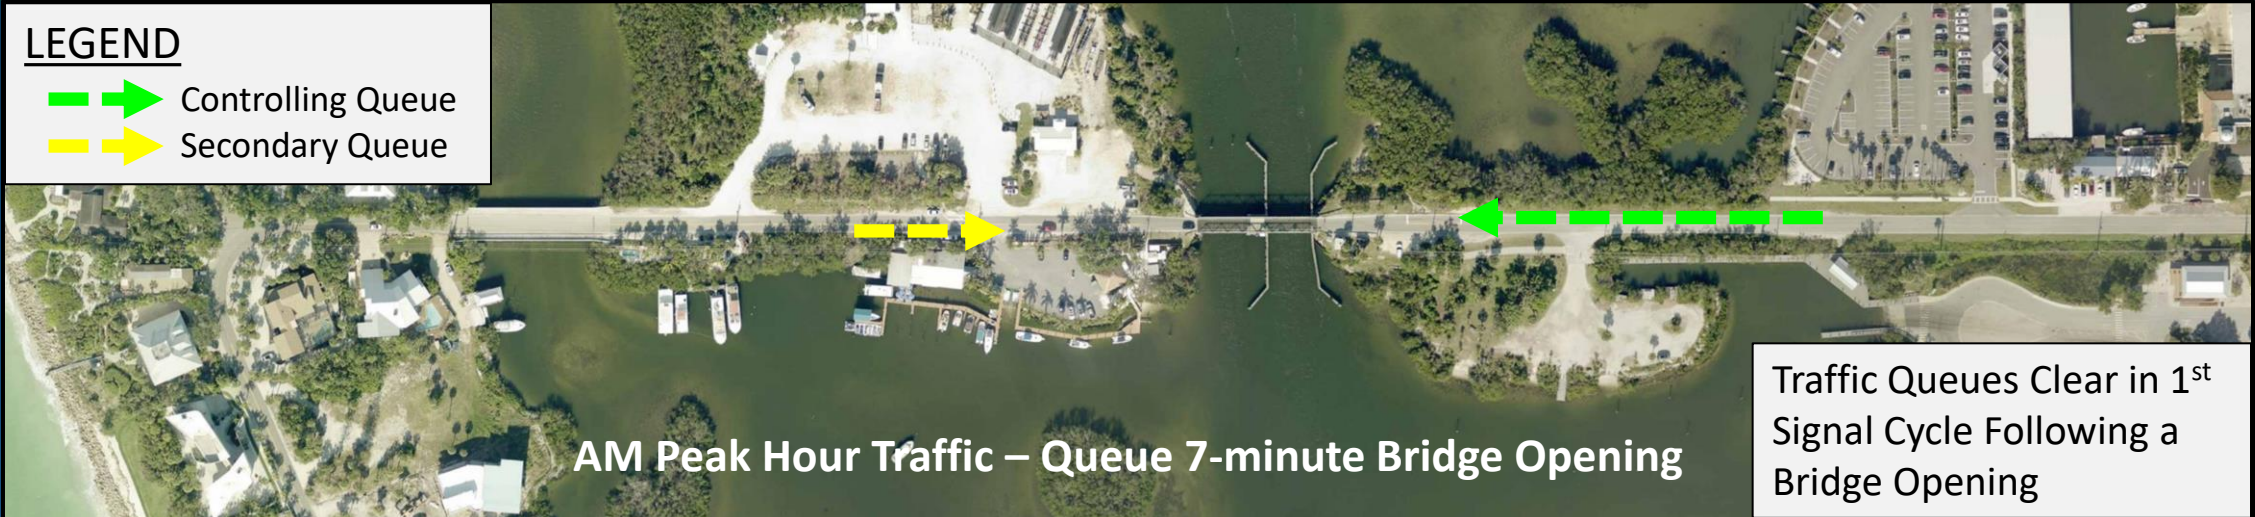 LEGEND
Controlling Queue
Secondary Queue
AM Peak Hour Traffic – Queue 7-minute Bridge Opening
Traffic Queues Clear in 1st
Signal Cycle Following a
Bridge Opening